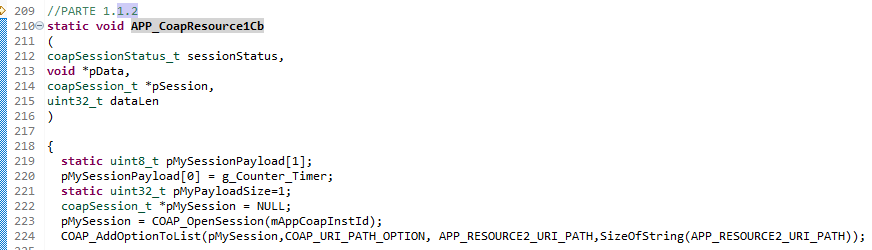 209 //PARTE 1.1.2
210 static void APP_CoapResource1Cb
211 (
212 coapSessionStatus_t sessionStatus,
213 void *pData,
214 coapSession_t *pSession,
215 uint32_t dataLen
216 )
217
218 {
219 static uint8_t pMySessionPayload[1];
220 pMySessionPayload[0] = g_Counter_Timer;
221 static uint32_t pMyPayloadSize=1;
222 coapSession_t *pMySession = NULL;
223 pMySession = COAP_OpenSession(mAppCoapInstId);
224 COAP_AddOptionToList(pMySession,COAP_URI_PATH_OPTION, APP_RESOURCE2_URI_PATH,SizeOfString(APP_RESOURCE2_URI_PATH));